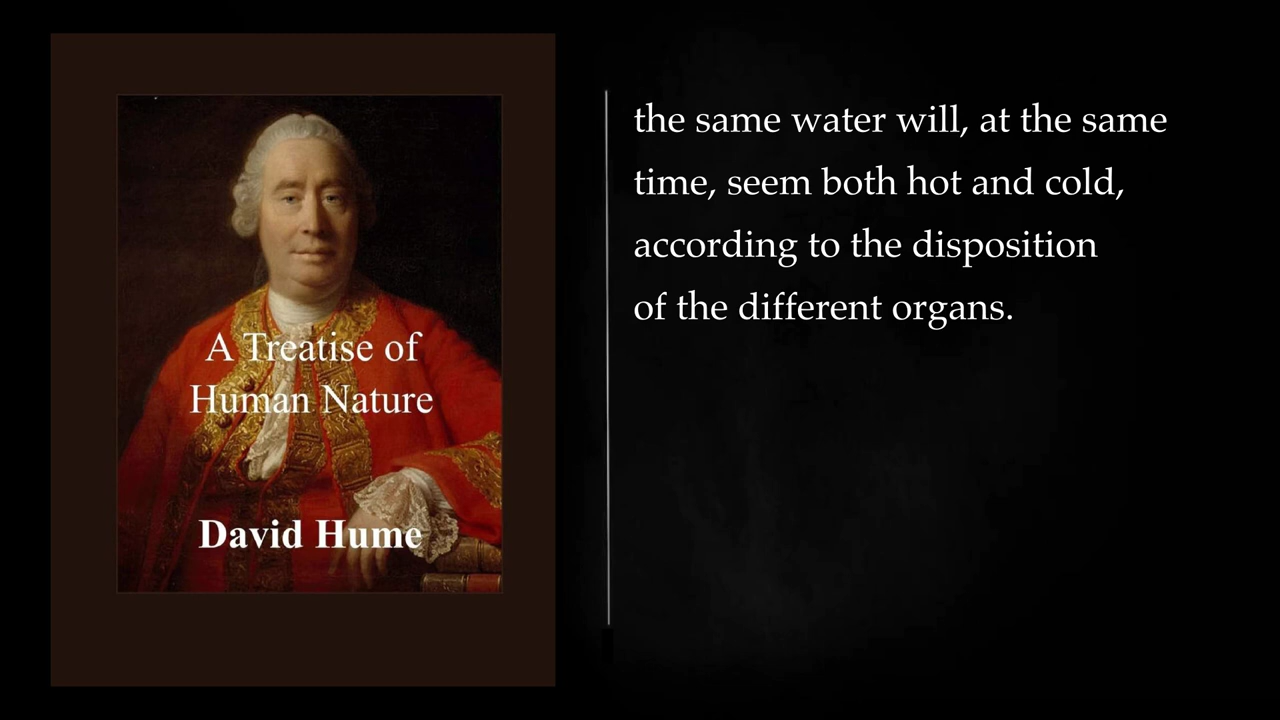 A Treatise of
Human Nature
David Hume
the same water will, at the same
time, seem both hot and cold,
according to the disposition
of the different organs.